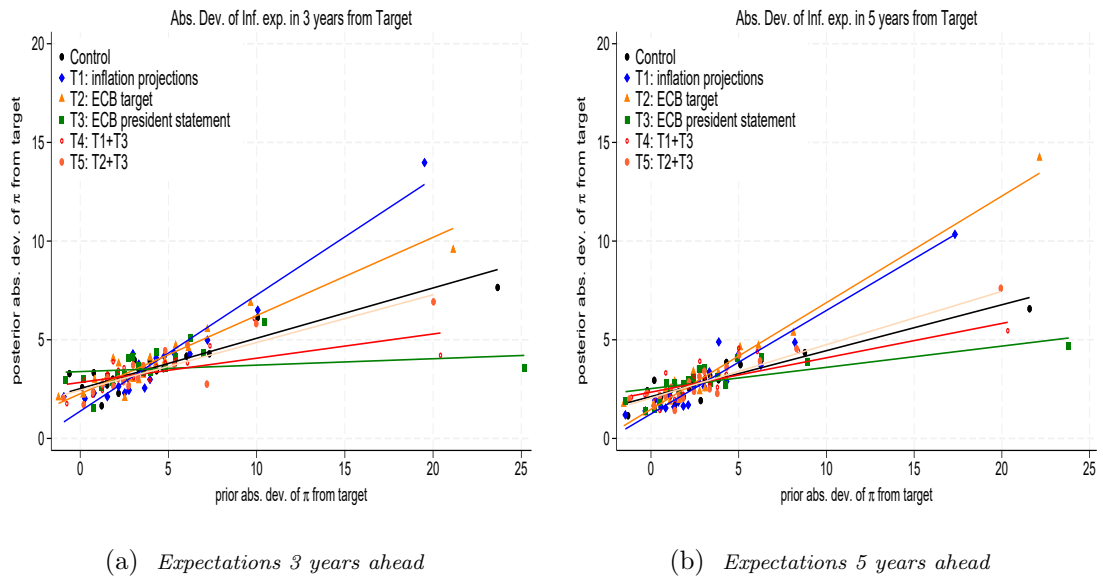 Abs. Dev. of Inf. exp. in 3 years from Target
20
15
10
5
0
posterior abs. dev. of π from target
Control
T1: inflation projections
T2: ECB target
T3: ECB president statement
T4: T1+T3
T5: T2+T3
0 5 10 15 20 25
prior abs. dev. of π from target
(a) Expectations 3 years ahead
Abs. Dev. of Inf. exp. in 5 years from Target
20
15
10
5
0
posterior abs. dev. of π from target
Control
T1: inflation projections
T2: ECB target
T3: ECB president statement
T4: T1+T3
T5: T2+T3
0 5 10 15 20 25
prior abs. dev. of π from target
(b) Expectations 5 years ahead